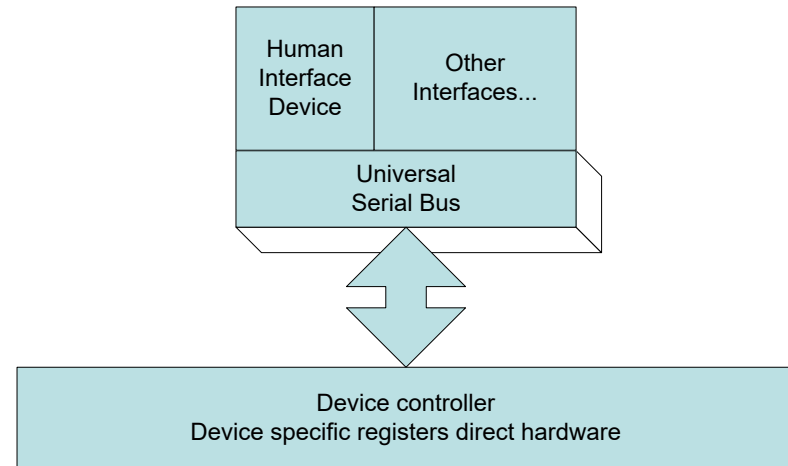 Human
Interface
Device
Other
Interfaces...
Universal
Serial Bus
Device controller
Device specific registers direct hardware